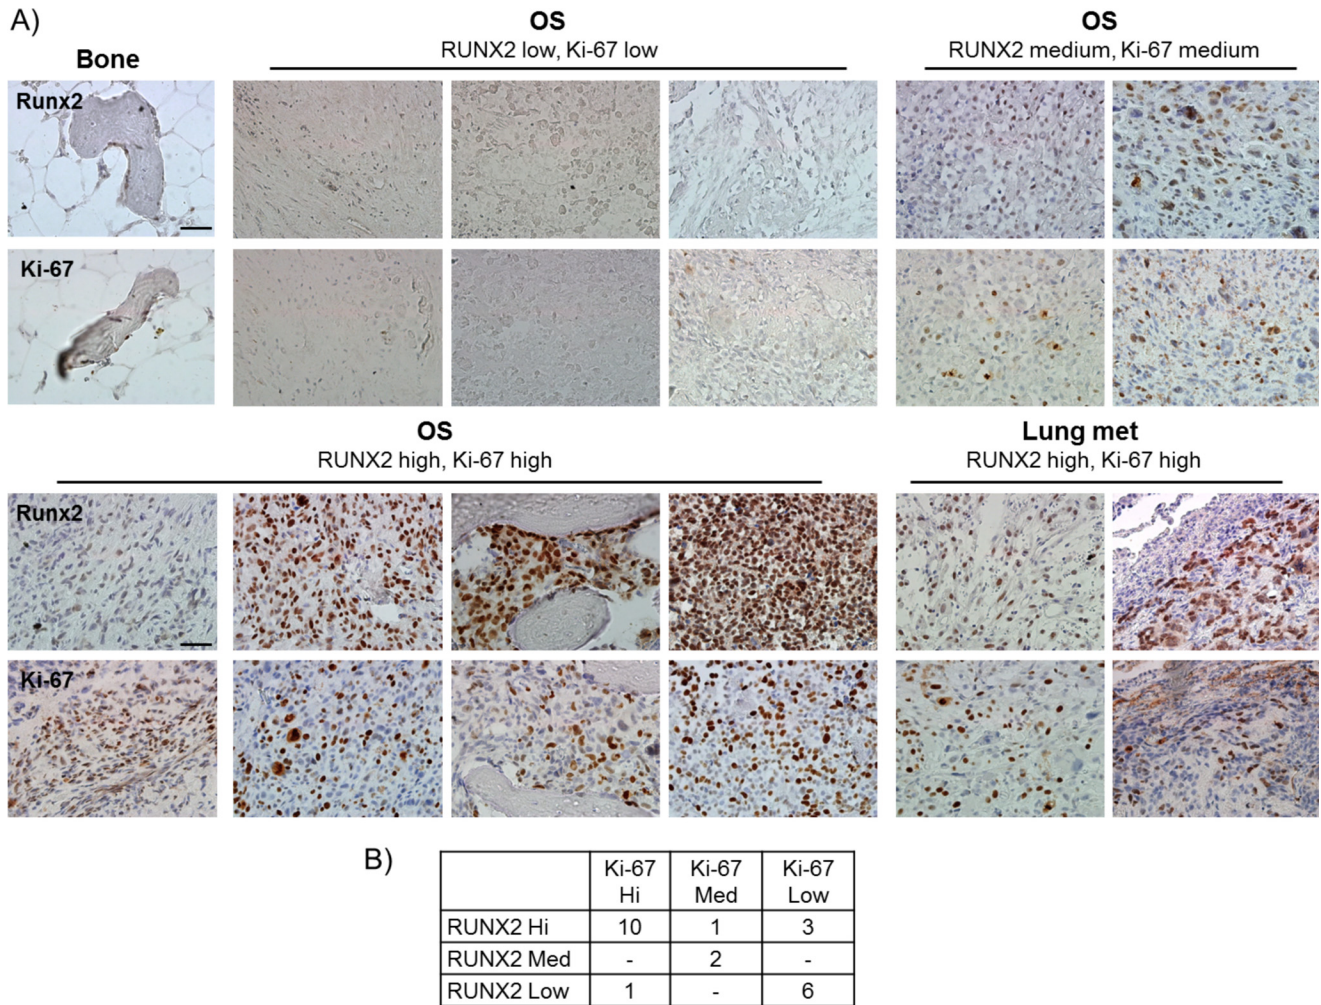 A)
Bone
OS
RUNX2 low, Ki-67 low
OS
RUNX2 medium, Ki-67 medium
Runx2
Ki-67
OS
RUNX2 high, Ki-67 high
Lung met
RUNX2 high, Ki-67 high
Runx2
Ki-67
B)
Ki-67 Ki-67 Ki-67
Hi Med Low
RUNX2 Hi 10 1 3
RUNX2 Med - 2 -
RUNX2 Low 1 - 6